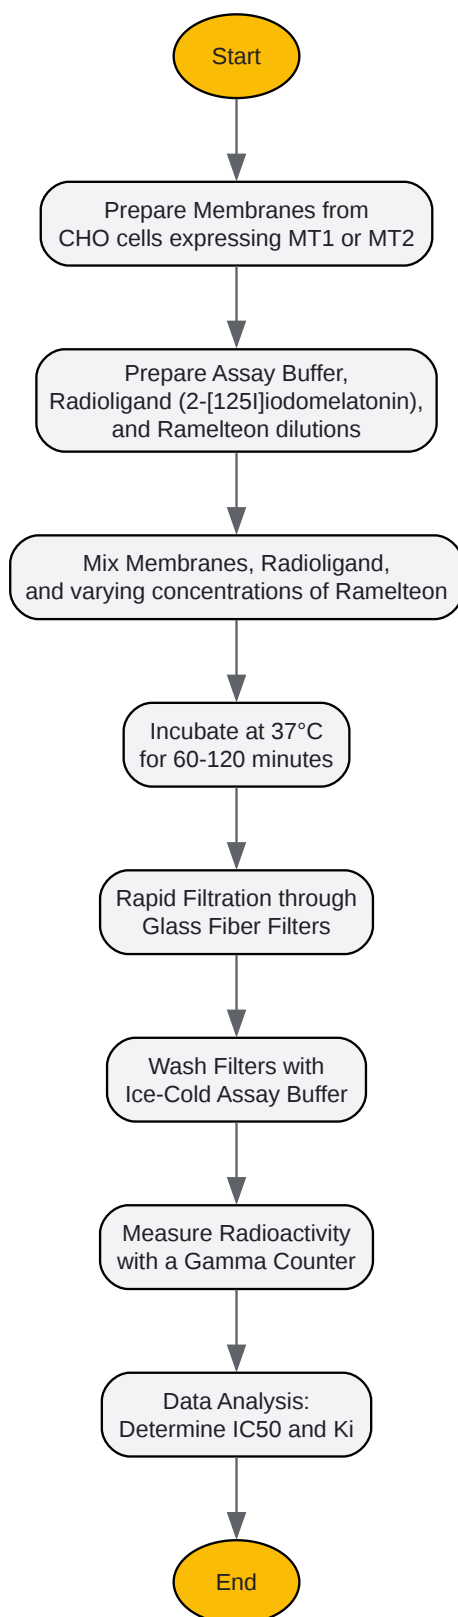 Start
Prepare Membranes from
CHO cells expressing MT1 or MT2
Prepare Assay Buffer,
Radioligand (2-[125I]iodomelatonin),
and Ramelteon dilutions
Mix Membranes, Radioligand,
and varying concentrations of Ramelteon
Incubate at 37°C
for 60-120 minutes
Rapid Filtration through
Glass Fiber Filters
Wash Filters with
Ice-Cold Assay Buffer
Measure Radioactivity
with a Gamma Counter
Data Analysis:
Determine IC50 and Ki
End